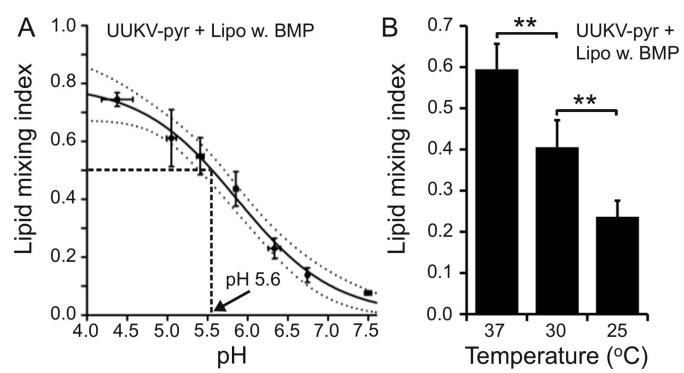 A
UUKV-pyr + Lipo w. BMP
Lipid mixing index
1.0
0.8
0.6
0.4
0.2
0.0
pH 5.6
4.0 4.5 5.0 5.5 6.0 6.5 7.0 7.5
pH
B
UUKV-pyr +
Lipo w. BMP
**
**
Lipid mixing index
0.7
0.6
0.5
0.4
0.3
0.2
0.1
0.0
37 30 25
Temperature (ºC)